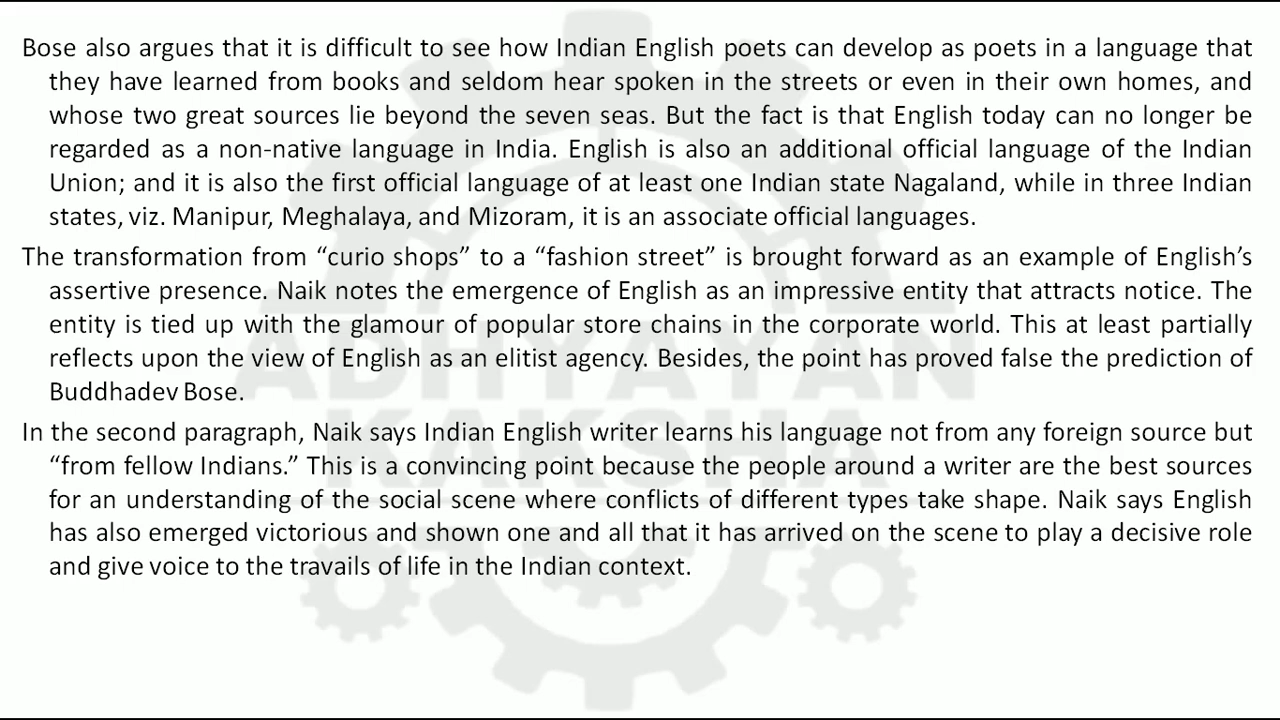 Bose also argues that it is difficult to see how Indian English poets can develop as poets in a language that
they have learned from books and seldom hear spoken in the streets or even in their own homes, and
whose two great sources lie beyond the seven seas. But the fact is that English today can no longer be
regarded as a non-native language in India. English is also an additional official language of the Indian
Union; and it is also the first official language of at least one Indian state Nagaland, while in three Indian
states, viz. Manipur, Meghalaya, and Mizoram, it is an associate official languages.
The transformation from “curio shops” to a “fashion street” is brought forward as an example of English’s
assertive presence. Naik notes the emergence of English as an impressive entity that attracts notice. The
entity is tied up with the glamour of popular store chains in the corporate world. This at least partially
reflects upon the view of English as an elitist agency. Besides, the point has proved false the prediction of
Buddhadev Bose.
In the second paragraph, Naik says Indian English writer learns his language not from any foreign source but
“from fellow Indians.” This is a convincing point because the people around a writer are the best sources
for an understanding of the social scene where conflicts of different types take shape. Naik says English
has also emerged victorious and shown one and all that it has arrived on the scene to play a decisive role
and give voice to the travails of life in the Indian context.
ADHYAYAN
KAKSHA